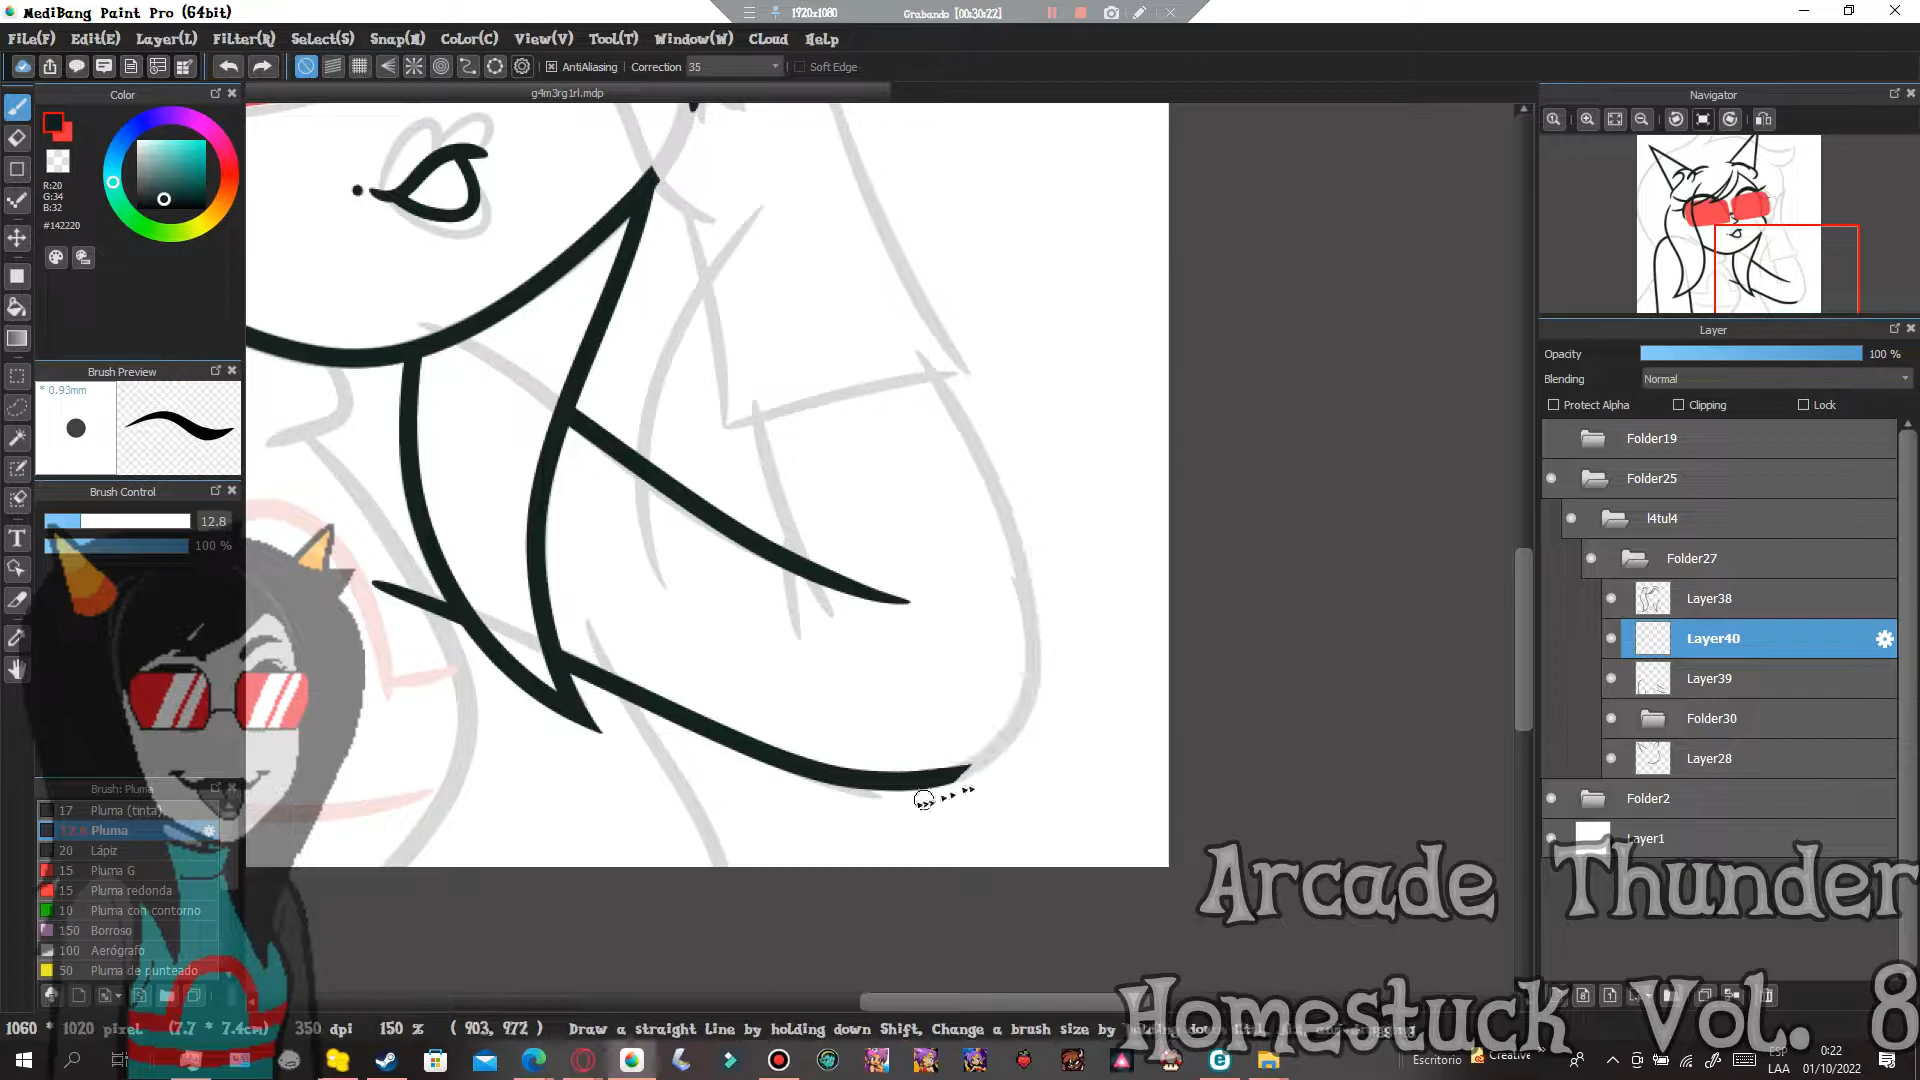 MediBang Paint Pro (64bit)
1920x1080
Grabando [00:30:22]
File(F) Edit(E) Layer(L) Filter(R) Select(S) Snap(N) Color(C) View(V) Tool(T) Window(W) Cloud Help
AntiAliasing Correction 35 Soft Edge
g4m3rg1rl.mdp
Color
R:20
G:34
B:32
#142220
Brush Preview
* 0.93mm
Brush Control
12.8
100 %
Brush: Pluma
17 Pluma (tinta)
12.8 Pluma
20 Lápiz
15 Pluma G
15 Pluma redonda
10 Pluma con contorno
150 Borroso
100 Aerógrafo
50 Pluma de punteado
Navigator
Layer
Opacity 100 %
Blending Normal
Protect Alpha Clipping Lock
Folder19
Folder25
l4tul4
Folder27
Layer38
Layer40
Layer39
Folder30
Layer28
Folder2
Layer1
Arcade Thunder
Homestuck Vol. 8
1060 * 1020 pixel (7.7 * 7.4cm) 350 dpi 150 % ( 903, 972 ) Draw a straight line by holding down Shift, Change a brush size by
Escritorio
Creative
ESP
LAA
0:22
01/10/2022